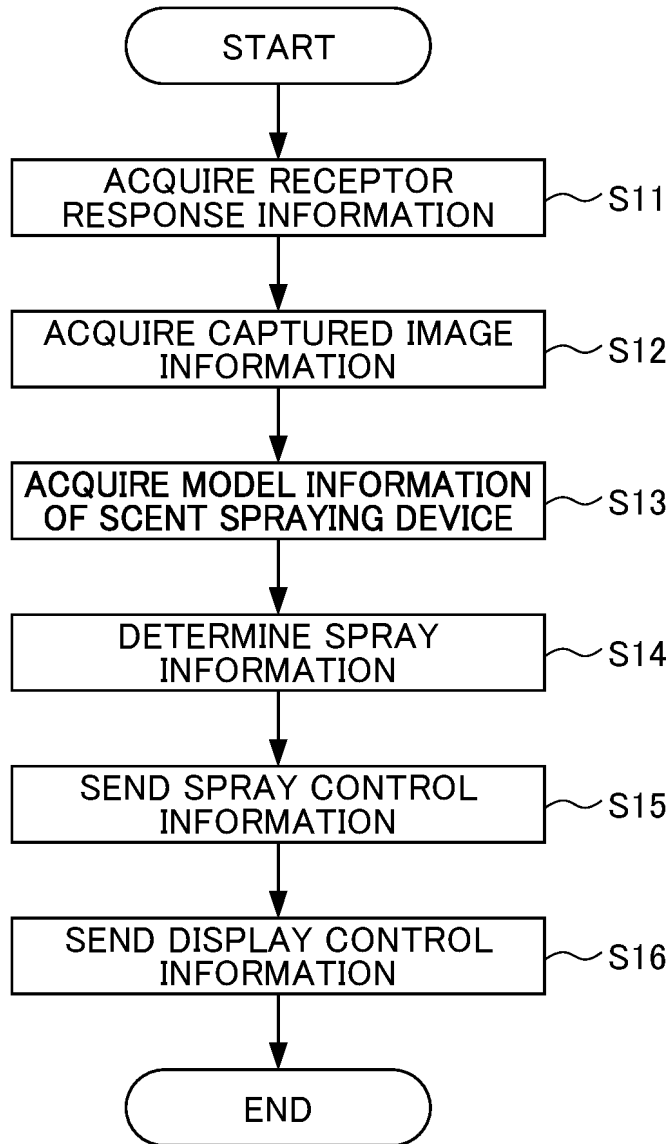 START
ACQUIRE RECEPTOR
RESPONSE INFORMATION
S11
ACQUIRE CAPTURED IMAGE
INFORMATION
S12
ACQUIRE MODEL INFORMATION
OF SCENT SPRAYING DEVICE
S13
DETERMINE SPRAY
INFORMATION
S14
SEND SPRAY CONTROL
INFORMATION
S15
SEND DISPLAY CONTROL
INFORMATION
S16
END